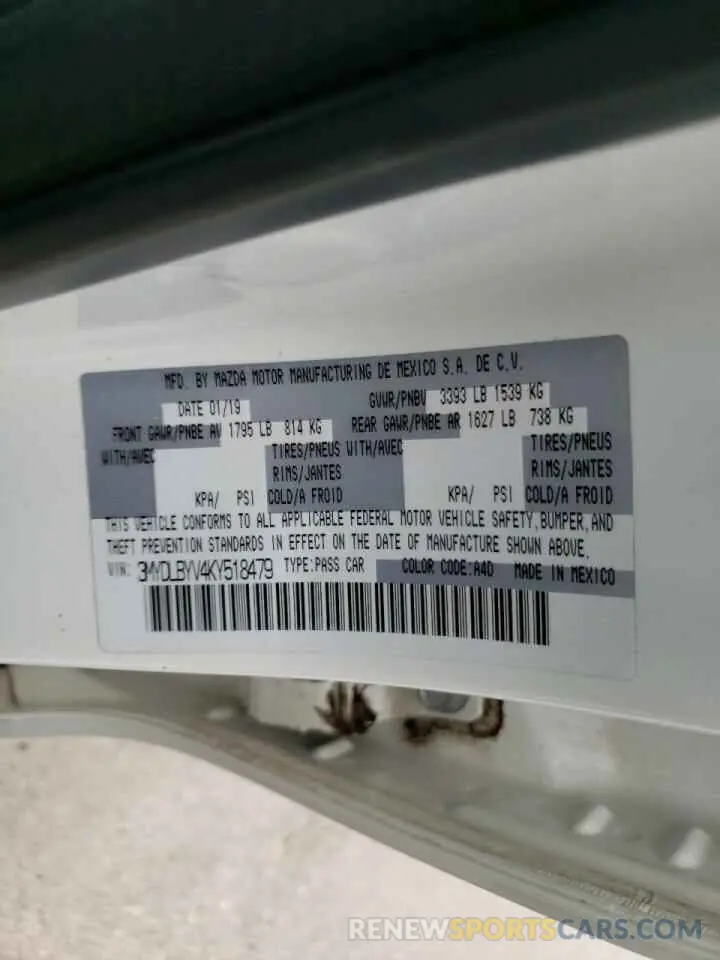 MFD. BY MAZDA MOTOR MANUFACTURING DE MEXICO S.A. DE C.V.
DATE 01/19 GVWR/PNBV 3393 LB 1539 KG
FRONT GAWR/PNBE AV 1795 LB 814 KG REAR GAWR/PNBE AR 1627 LB 738 KG
WITH/AVEC TIRES/PNEUS WITH/AVEC TIRES/PNEUS
RIMS/JANTES RIMS/JANTES
KPA/ PSI COLD/A FROID KPA/ PSI COLD/A FROID
THIS VEHICLE CONFORMS TO ALL APPLICABLE FEDERAL MOTOR VEHICLE SAFETY, BUMPER, AND
THEFT PREVENTION STANDARDS IN EFFECT ON THE DATE OF MANUFACTURE SHOWN ABOVE.
VIN: 3MYDLBYV4KY518479 TYPE:PASS CAR COLOR CODE:A4D MADE IN MEXICO
RENEWSPORTSCARS.COM